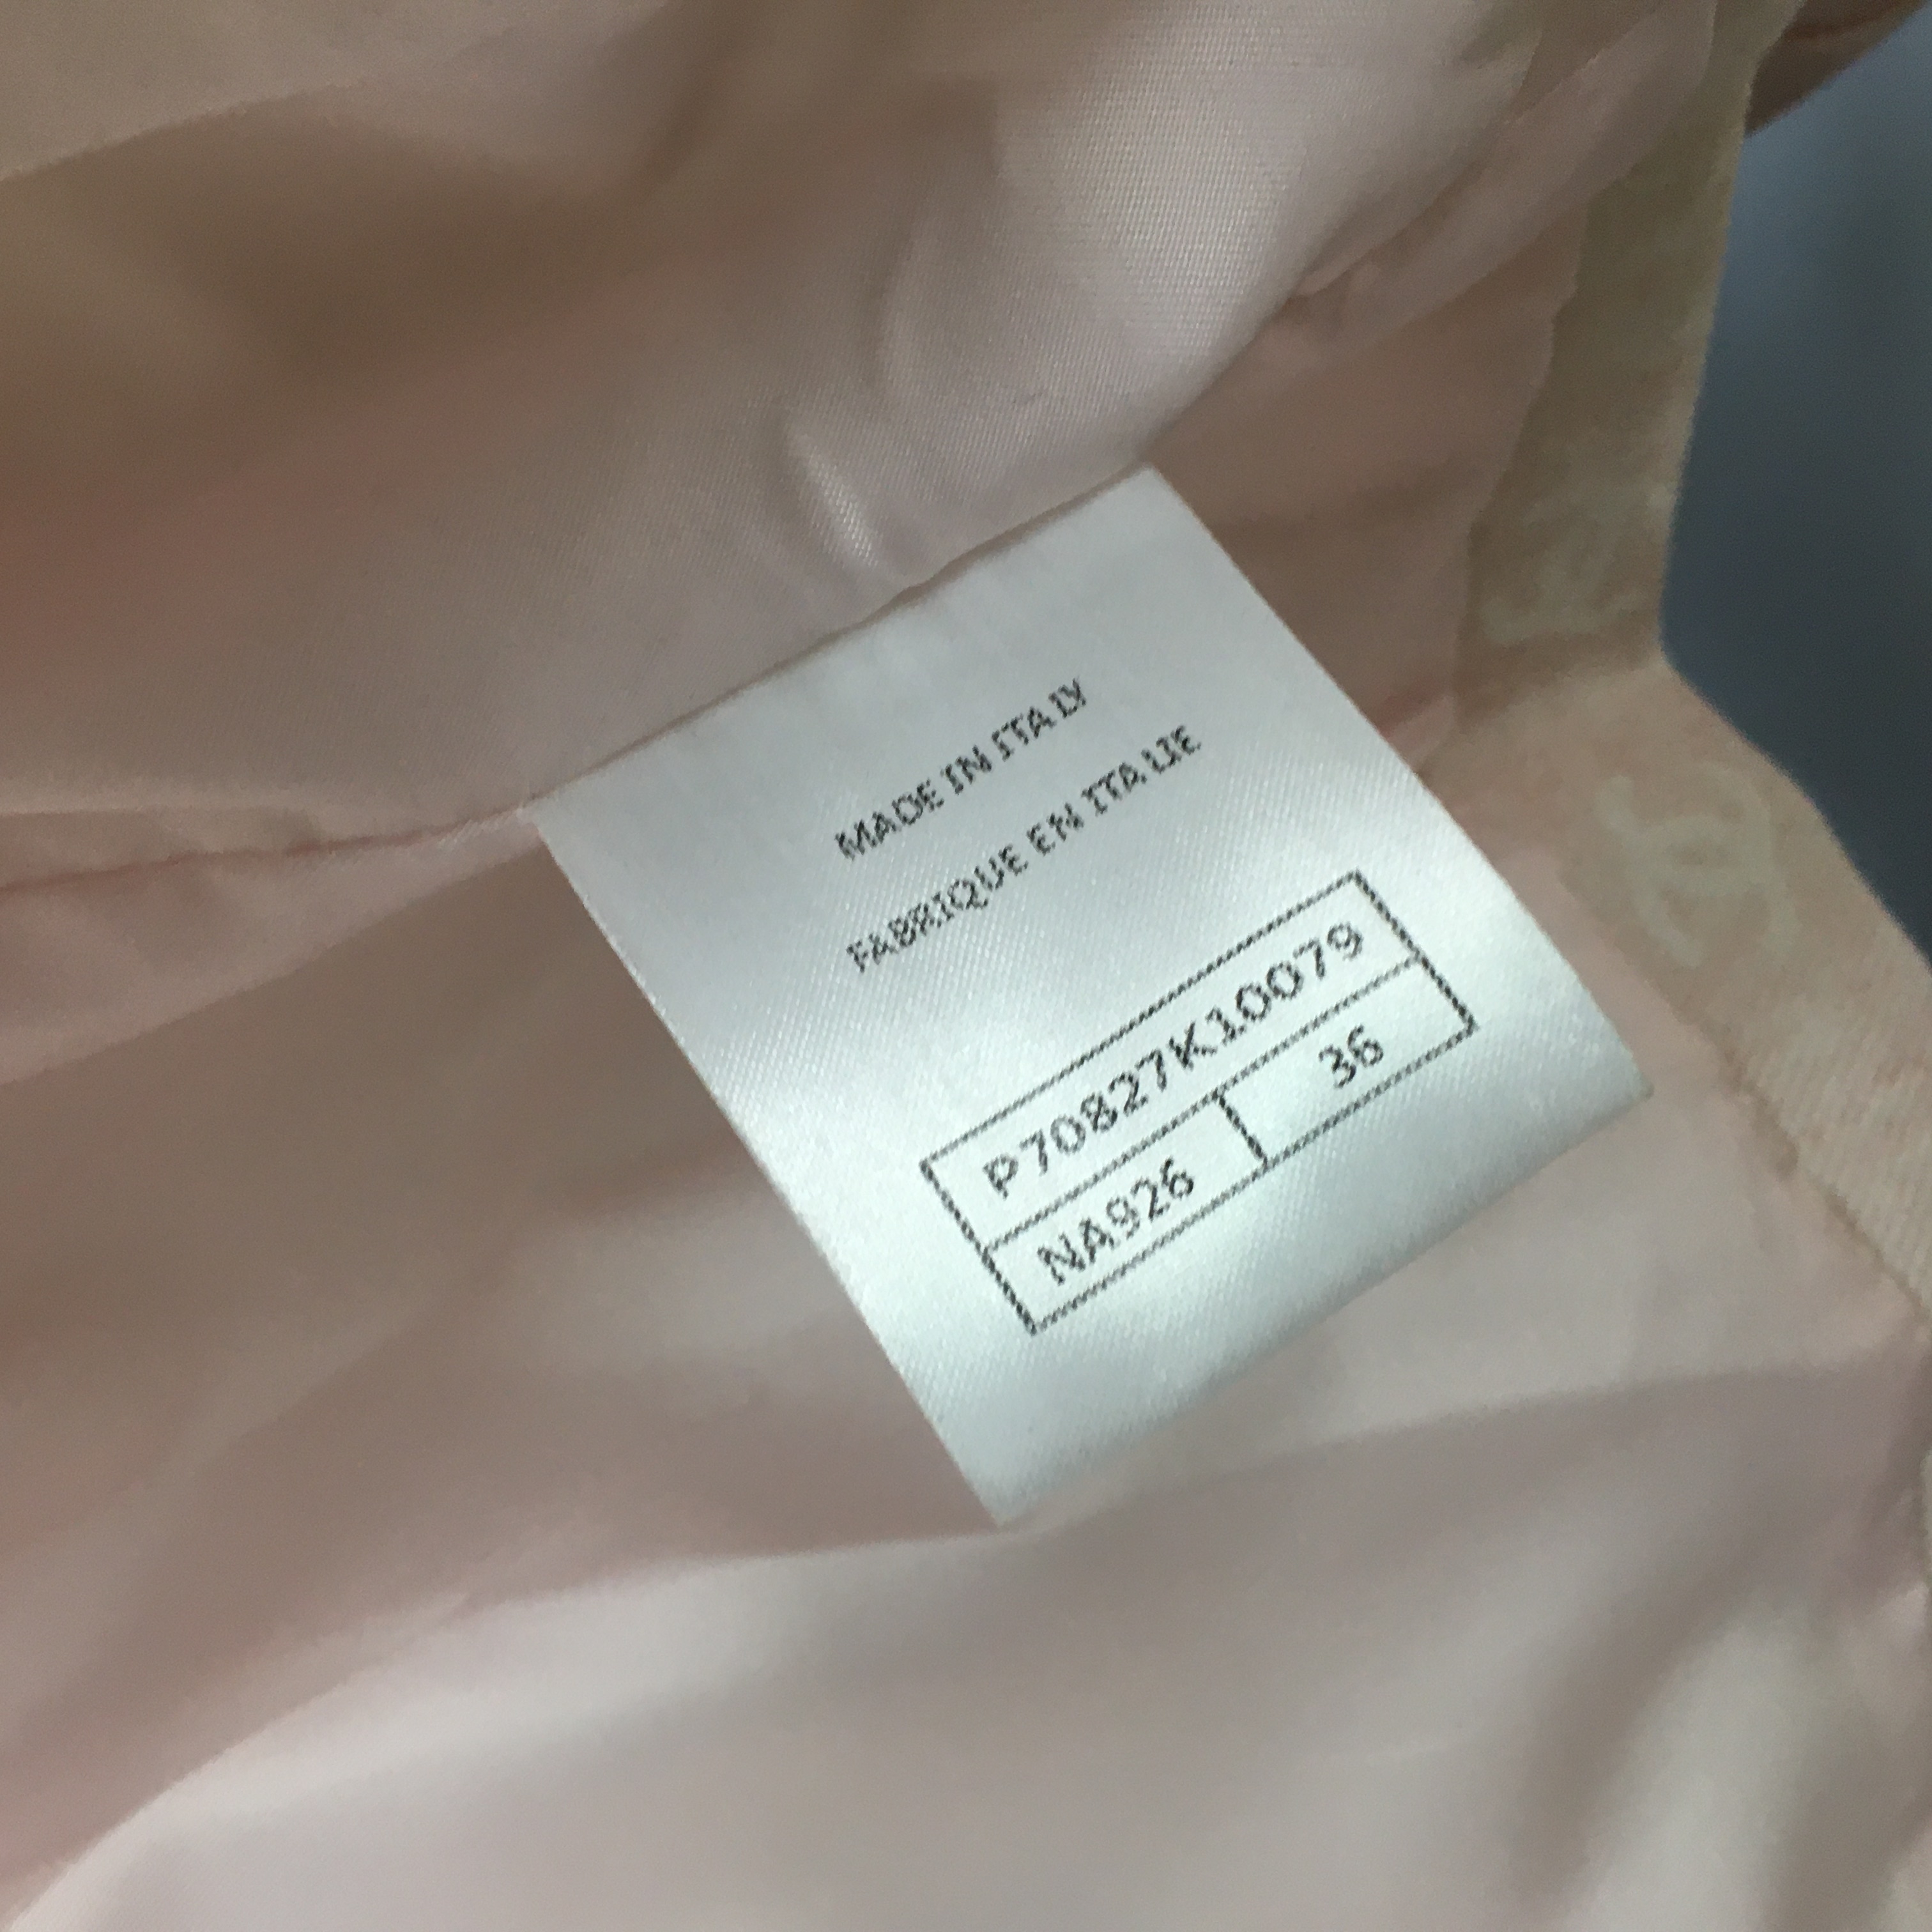 MADE IN ITALY
FABRIQUE EN ITALIE
P70827K10079
NA926 36